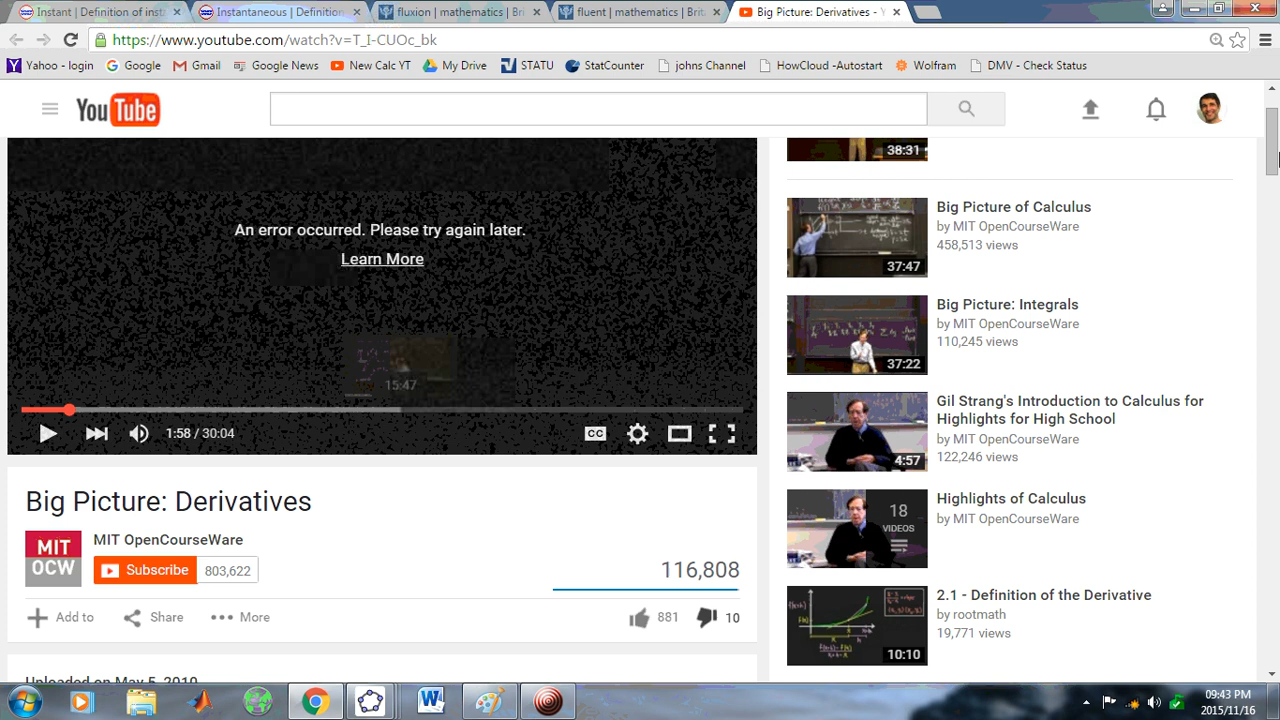 Instant | Definition of inst
Instantaneous | Definition
fluxion | mathematics | Bri
fluent | mathematics | Brit
Big Picture: Derivatives - Y
https://www.youtube.com/watch?v=T_I-CUOc_bk
Yahoo - login
Google
Gmail
Google News
New Calc YT
My Drive
STATU
StatCounter
johns Channel
HowCloud -Autostart
Wolfram
DMV - Check Status
YouTube
An error occurred. Please try again later.
Learn More
15:47
1:58 / 30:04
CC
Big Picture: Derivatives
MIT OCW
MIT OpenCourseWare
Subscribe
803,622
116,808
Add to
Share
More
881
10
Uploaded on May 5, 2010
38:31
Big Picture of Calculus
by MIT OpenCourseWare
458,513 views
37:47
Big Picture: Integrals
by MIT OpenCourseWare
110,245 views
37:22
Gil Strang's Introduction to Calculus for
Highlights for High School
by MIT OpenCourseWare
122,246 views
4:57
Highlights of Calculus
by MIT OpenCourseWare
18
VIDEOS
2.1 - Definition of the Derivative
by rootmath
19,771 views
10:10
09:43 PM
2015/11/16